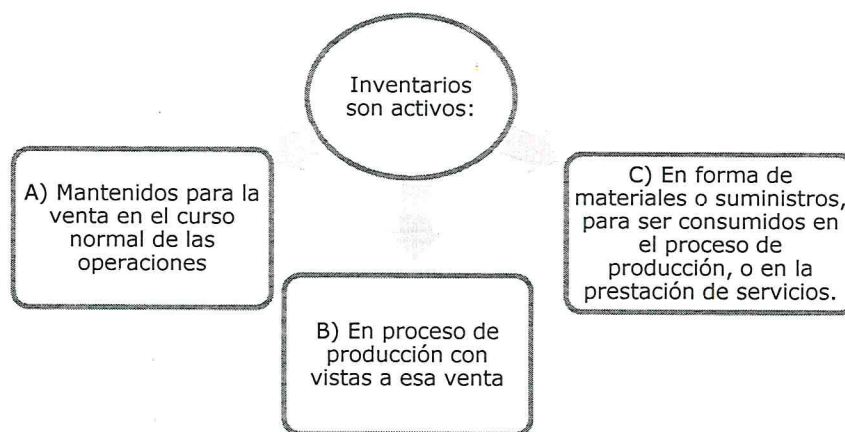 Inventarios
son activos:
A) Mantenidos para la
venta en el curso
normal de las
operaciones
B) En proceso de
producción con
vistas a esa venta
C) En forma de
materiales o suministros,
para ser consumidos en
el proceso de
producción, o en la
prestación de servicios.